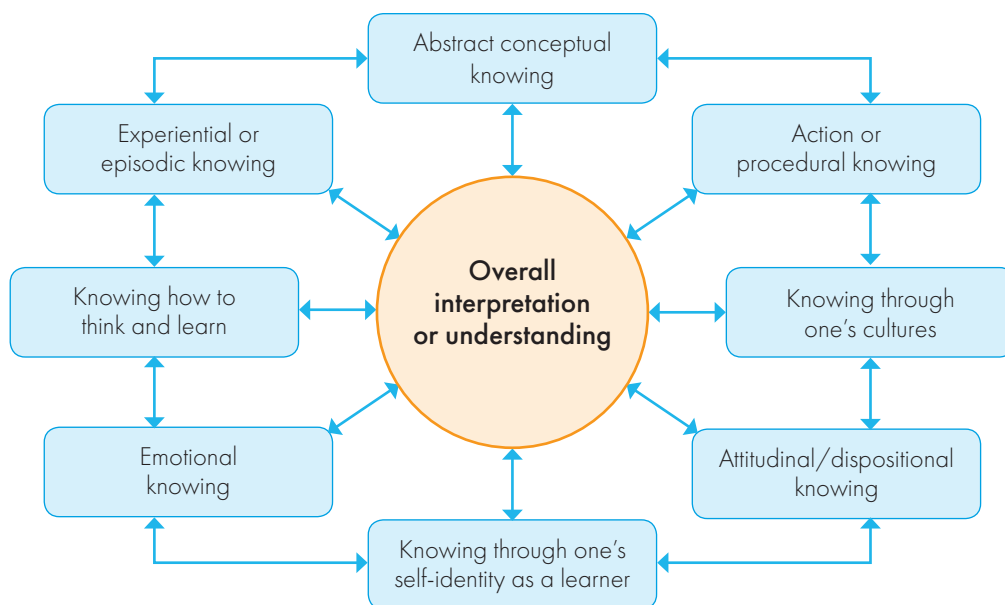 Abstract conceptual
knowing
Experiential or
episodic knowing
Action or
procedural knowing
Overall
interpretation
or understanding
Knowing how to
think and learn
Knowing through
one’s cultures
Emotional
knowing
Attitudinal/dispositional
knowing
Knowing through one’s
self-identity as a learner